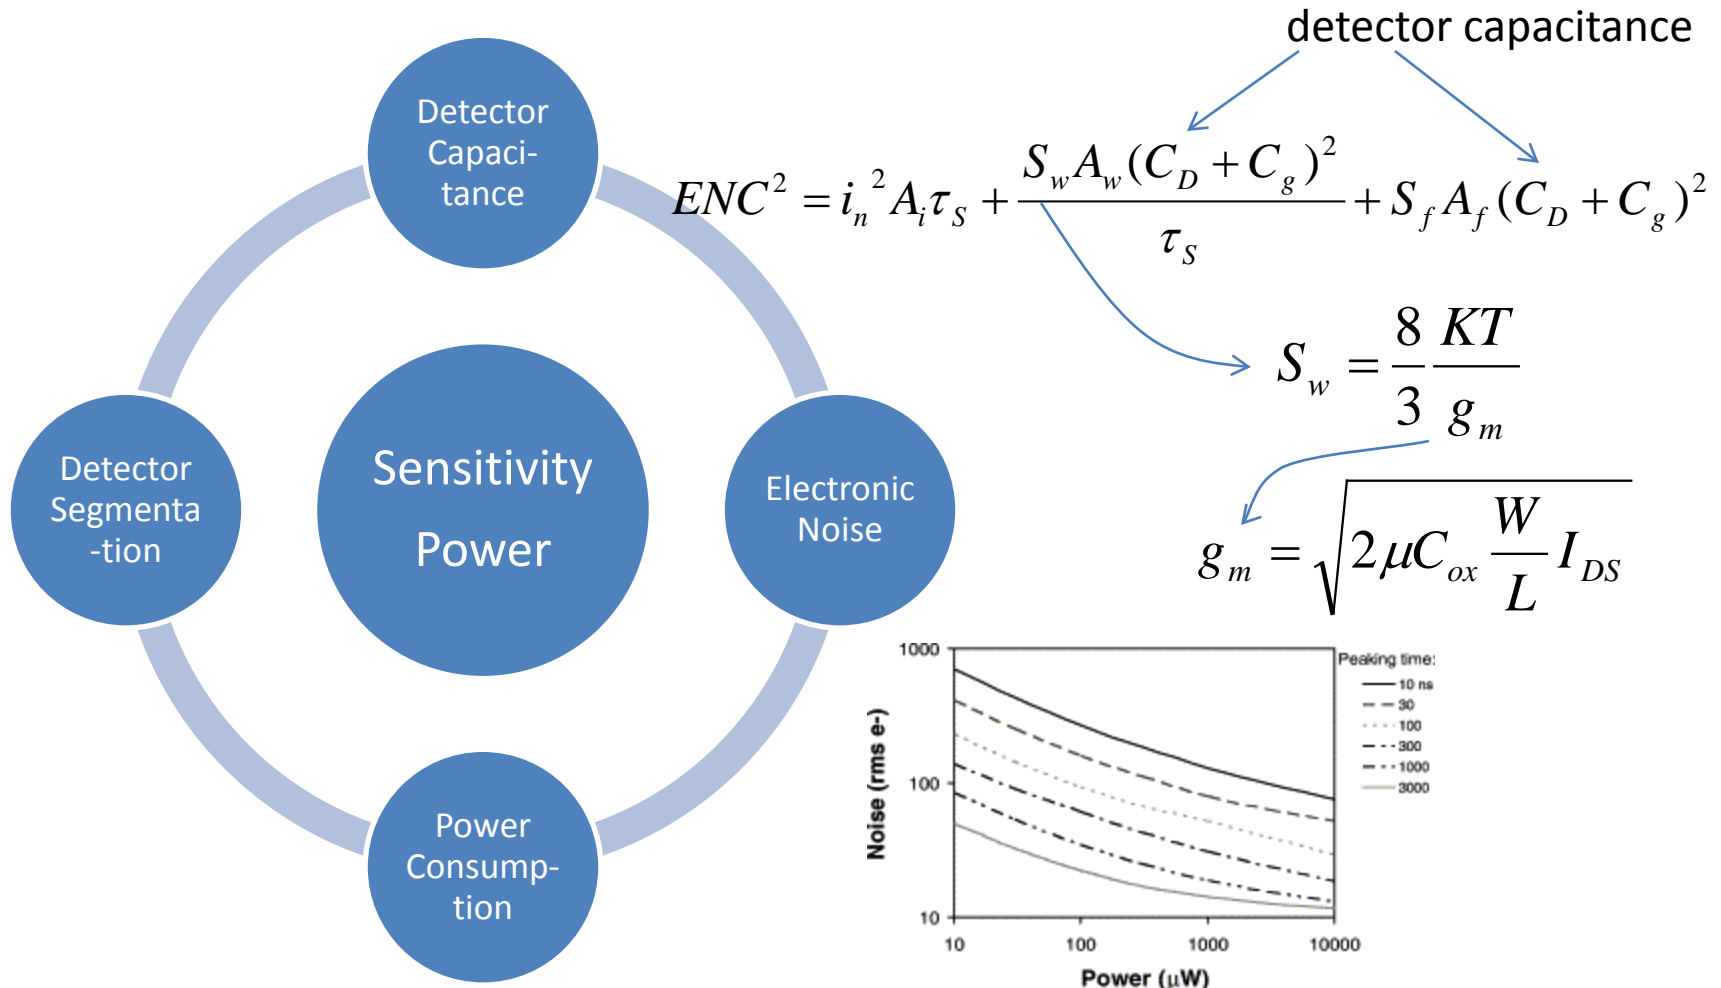 detector capacitance
Detector
Capaci-
tance
ENC² = iₙ² Aᵢ τ_S + S_w A_w (C_D + C_g)² / τ_S + S_f A_f (C_D + C_g)²
S_w = 8/3 KT/g_m
Detector
Segmenta
-tion
Sensitivity
Power
Electronic
Noise
g_m = √(2μC_ox W/L I_DS)
Power
Consump-
tion
Noise (rms e-)
1000
100
10
10 100 1000 10000
Power (μW)
Peaking time:
10 ns
30
100
300
1000
3000